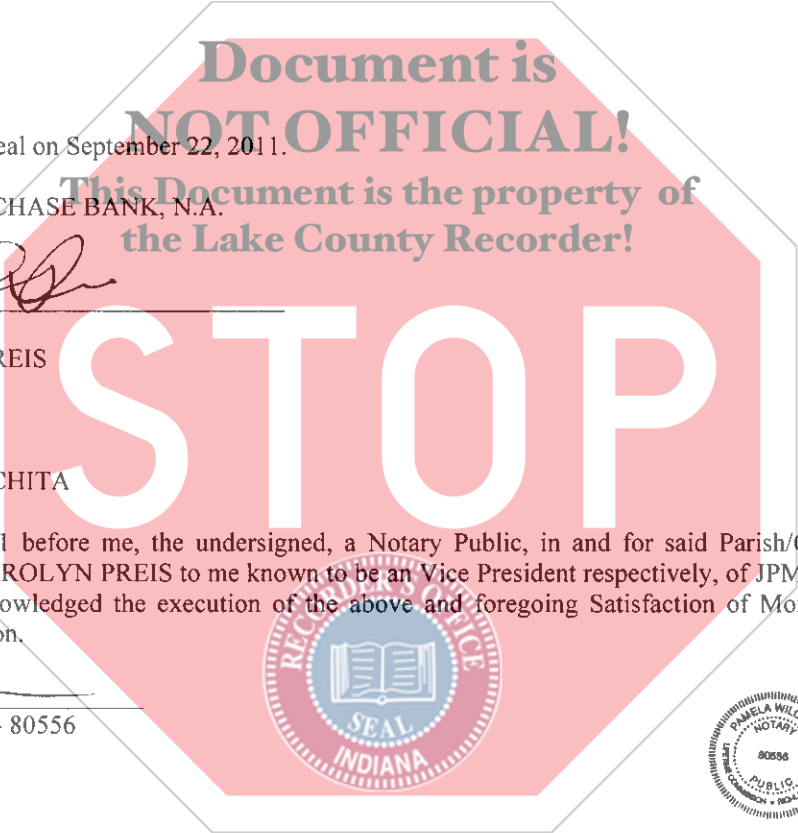 Document is
NOT OFFICIAL!
eal on September 22, 2011.
This Document is the property of
CHASE BANK, N.A.
the Lake County Recorder!
REIS
STOP
CHITA
before me, the undersigned, a Notary Public, in and for said Parish/
ROLYN PREIS to me known to be an Vice President respectively, of JPM
owledged the execution of the above and foregoing Satisfaction of Mo
on.
RECORDER'S OFFICE
SEAL
INDIANA
- 80556
PAMELA
NOTARY
80556
PUBLIC